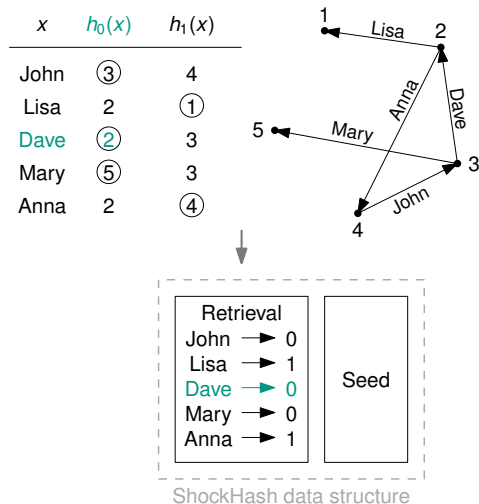 x h₀(x) h₁(x)
John 3 4
Lisa 2 1
Dave 2 3
Mary 5 3
Anna 2 4
1
Lisa
2
Anna
Dave
5
Mary
3
John
4
Retrieval
John → 0
Lisa → 1
Dave → 0
Mary → 0
Anna → 1
Seed
ShockHash data structure